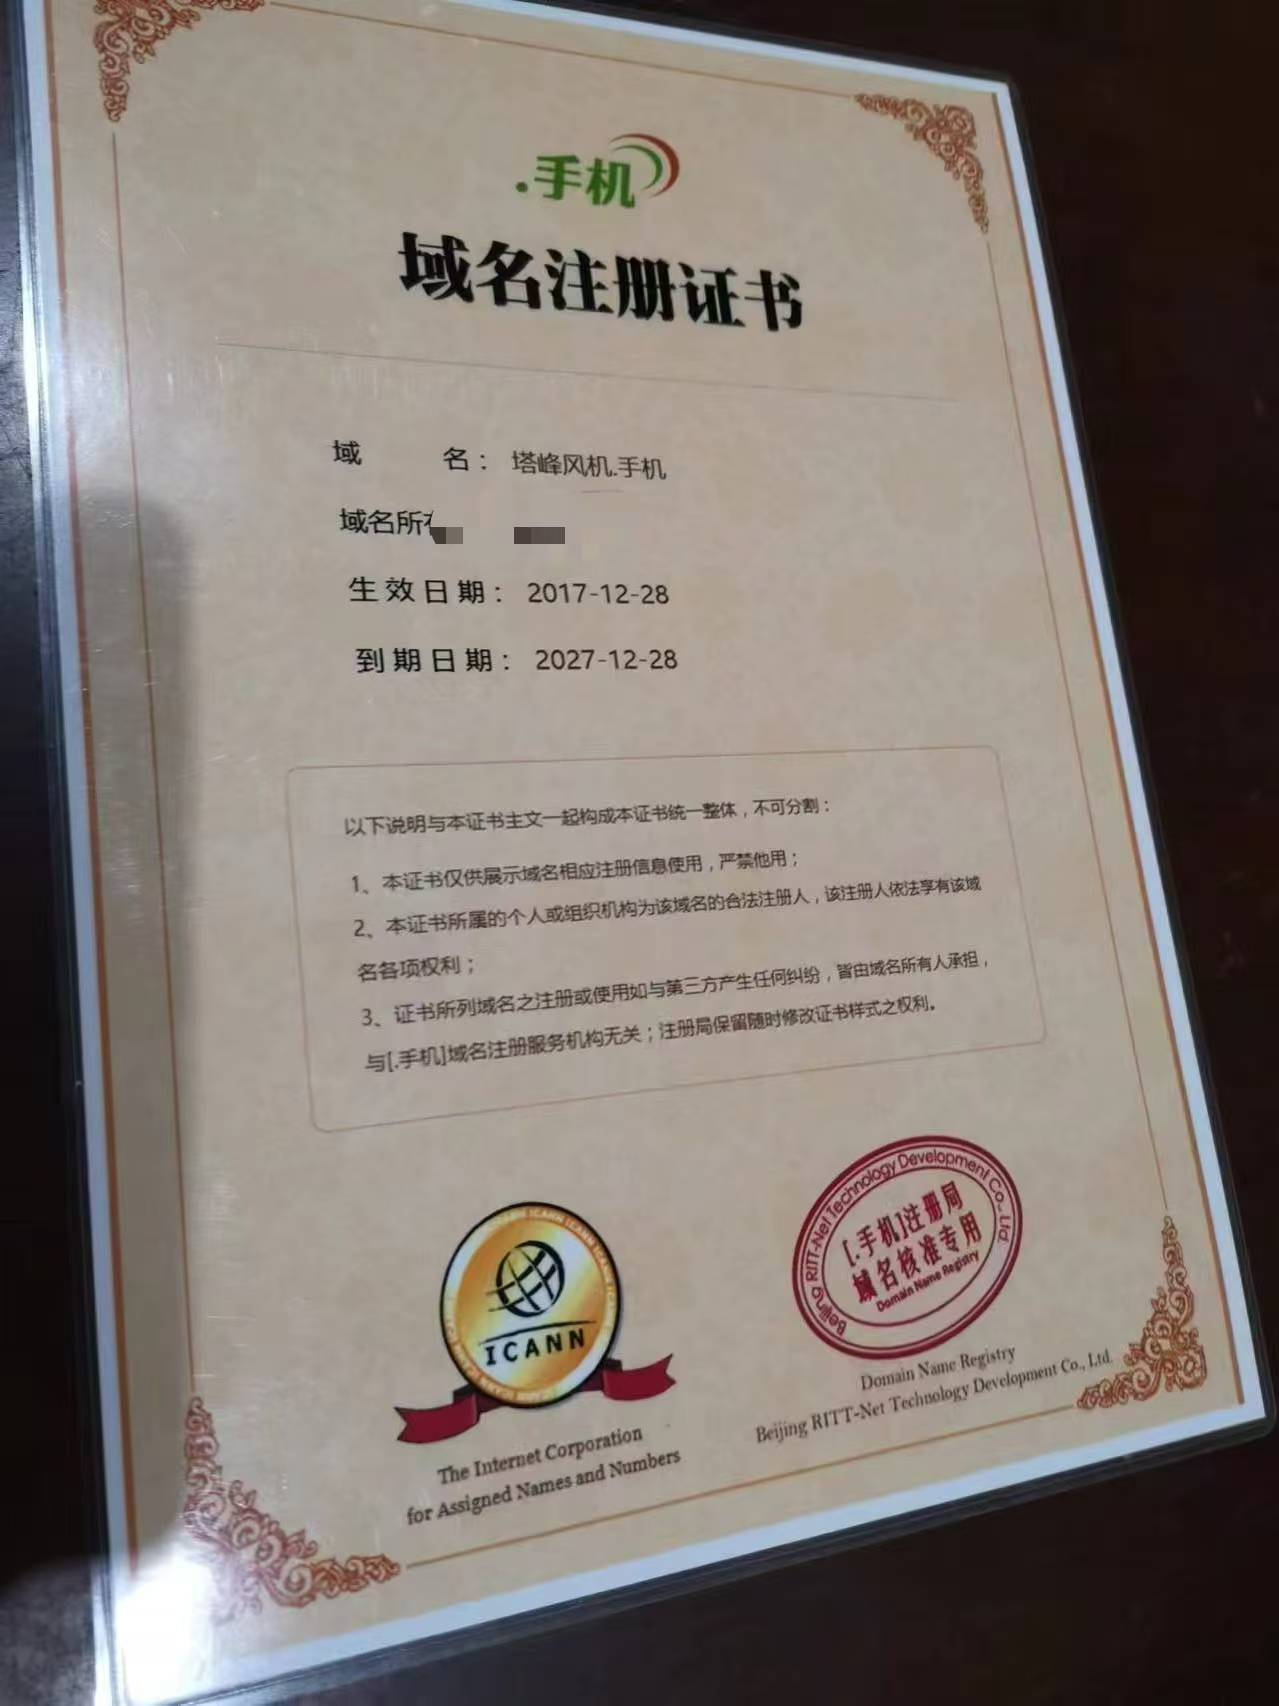 .手机
域名注册证书
域 名： 塔峰风机.手机
域名所
生效日期： 2017-12-28
到期日期： 2027-12-28
以下说明与本证书主文一起构成本证书统一整体，不可分割：
1、本证书仅供展示域名相应注册信息使用，严禁他用；
2、本证书所属的个人或组织机构为该域名的合法注册人，该注册人依法享有该域
名各项权利；
3、证书所列域名之注册或使用如与第三方产生任何纠纷，皆由域名所有人承担，
与[.手机]域名注册服务机构无关；注册局保留随时修改证书样式之权利。
ICANN
The Internet Corporation
for Assigned Names and Numbers
Beijing RITT-Net Technology Development Co., Ltd.
[.手机]注册局
域名核准专用
Domain Name Registry
Domain Name Registry
Beijing RITT-Net Technology Development Co., Ltd.